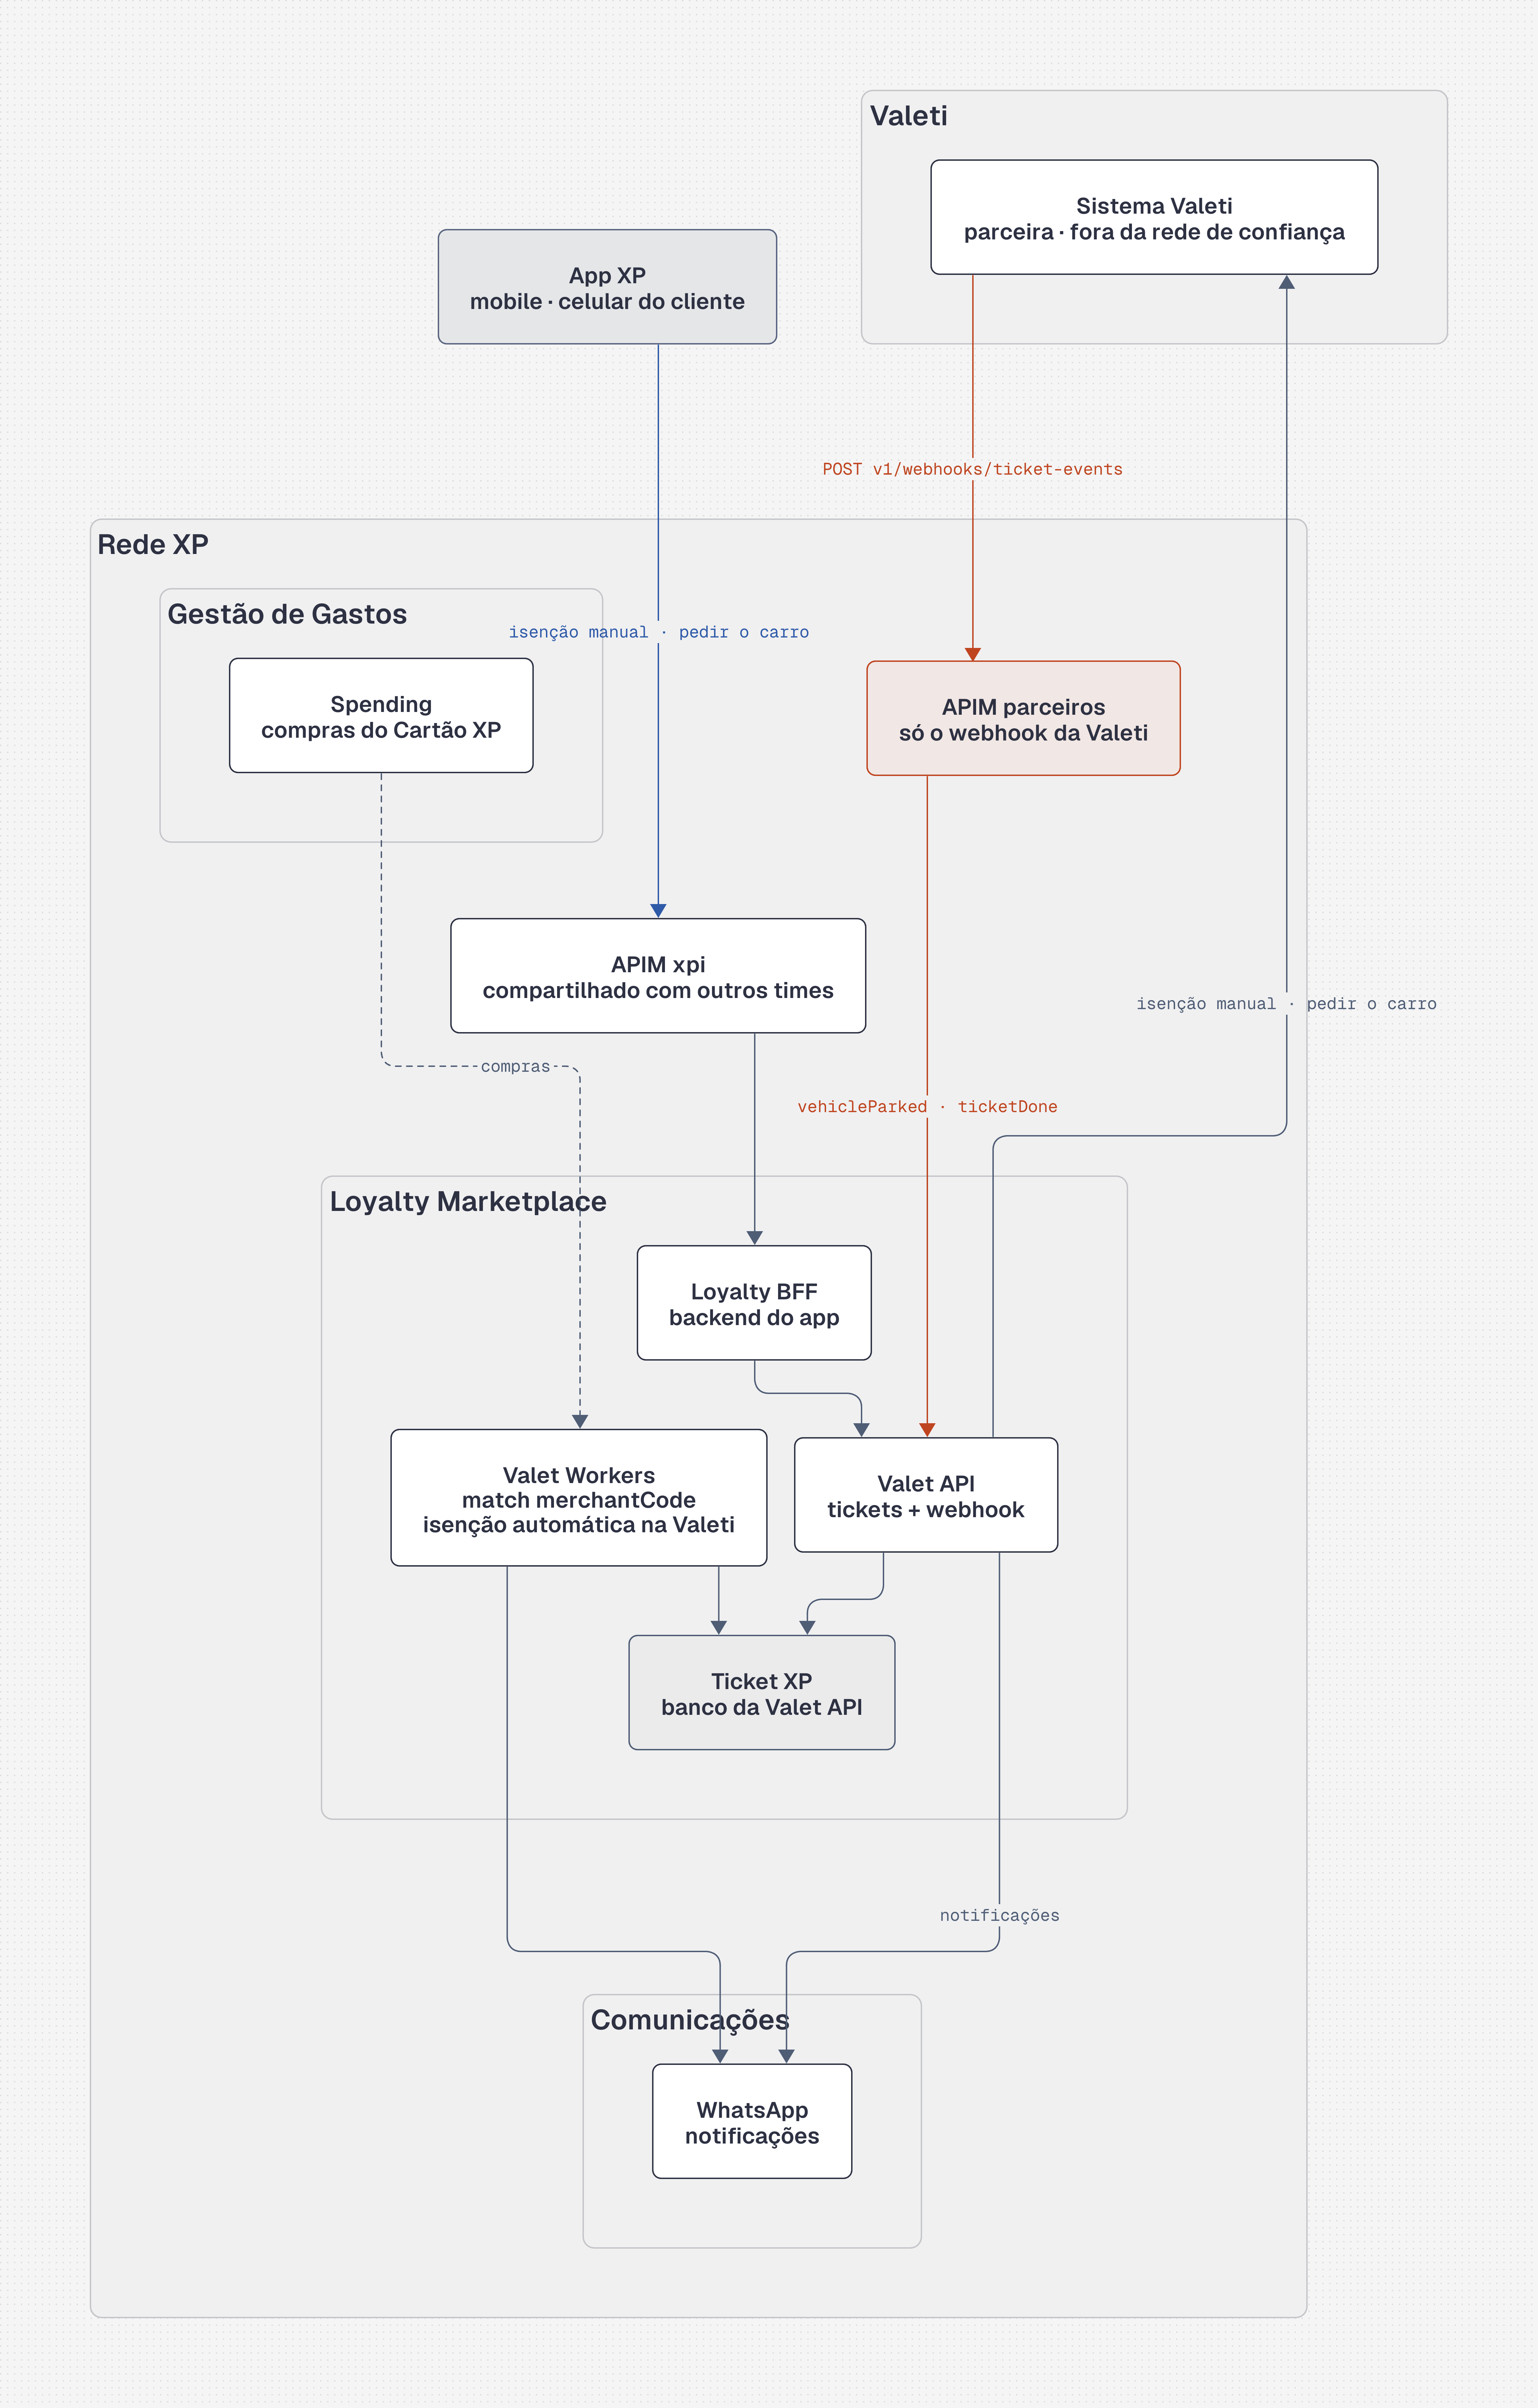 Valeti
Sistema Valeti
parceira · fora da rede de confiança
App XP
mobile · celular do cliente
POST v1/webhooks/ticket-events
Rede XP
Gestão de Gastos
isenção manual · pedir o carro
Spending
compras do Cartão XP
APIM parceiros
só o webhook da Valeti
APIM xpi
compartilhado com outros times
isenção manual · pedir o carro
compras
vehicleParked · ticketDone
Loyalty Marketplace
Loyalty BFF
backend do app
Valet Workers
match merchantCode
isenção automática na Valeti
Valet API
tickets + webhook
Ticket XP
banco da Valet API
notificações
Comunicações
WhatsApp
notificações